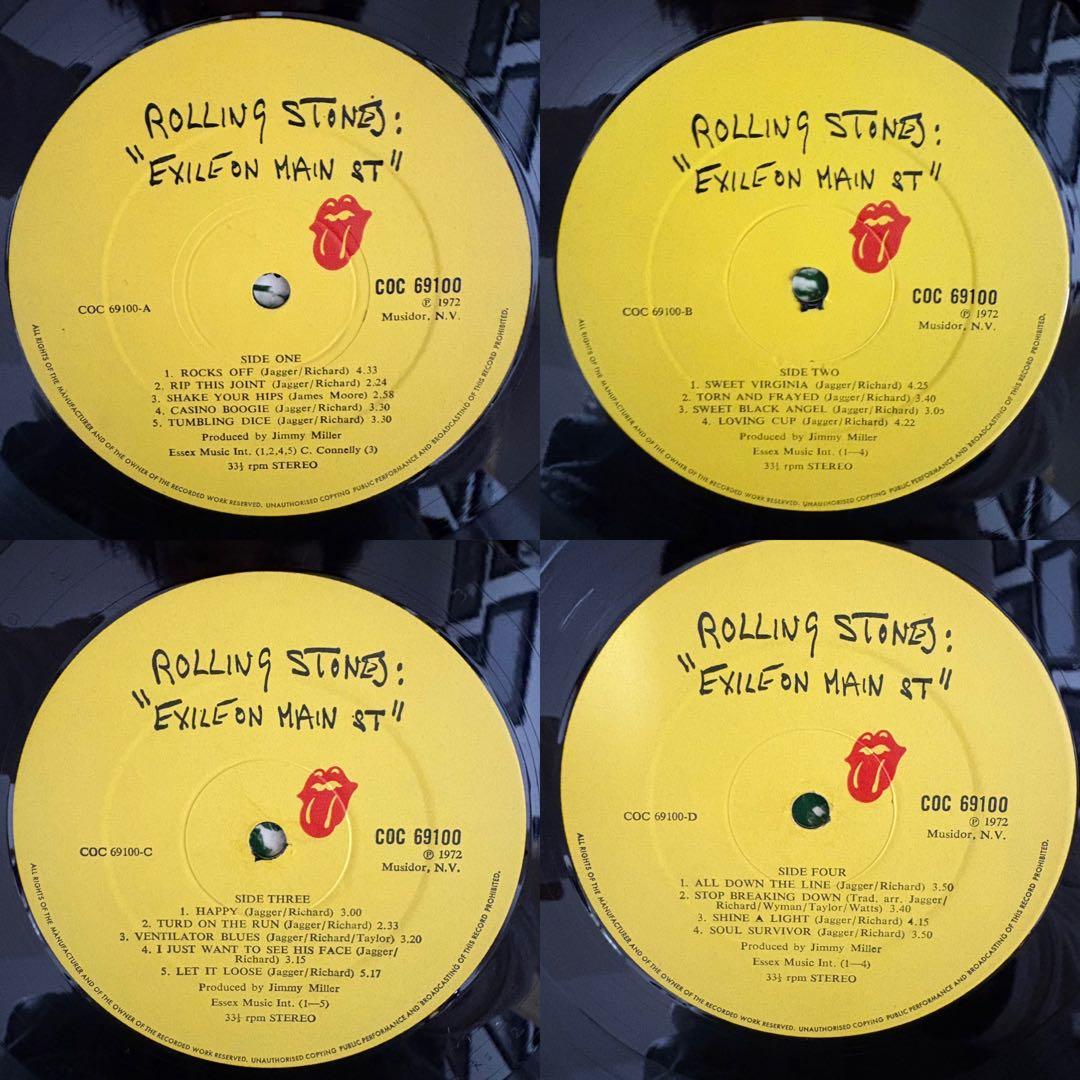 ROLLING STONES:
"EXILE ON MAIN ST"
COC 69100
COC 69100-A
℗ 1972
Musidor, N.V.
SIDE ONE
1. ROCKS OFF (Jagger/Richard) 4.33
2. RIP THIS JOINT (Jagger/Richard) 2.24
3. SHAKE YOUR HIPS (James Moore) 2.58
4. CASINO BOOGIE (Jagger/Richard) 3.30
5. TUMBLING DICE (Jagger/Richard) 3.30
Produced by Jimmy Miller
Essex Music Int. (1,2,4,5) C. Connelly (3)
33⅓ rpm STEREO
ALL RIGHTS OF THE MANUFACTURER AND OF THE OWNER OF THE RECORDED WORK RESERVED. UNAUTHORISED COPYING PUBLIC PERFORMANCE AND BROADCASTING OF THIS RECORD PROHIBITED.
ROLLING STONES:
"EXILE ON MAIN ST"
COC 69100
COC 69100-B
℗ 1972
Musidor, N.V.
SIDE TWO
1. SWEET VIRGINIA (Jagger/Richard) 4.25
2. TORN AND FRAYED (Jagger/Richard) 3.40
3. SWEET BLACK ANGEL (Jagger/Richard) 3.05
4. LOVING CUP (Jagger/Richard) 4.22
Produced by Jimmy Miller
Essex Music Int. (1—4)
33⅓ rpm STEREO
ALL RIGHTS OF THE MANUFACTURER AND OF THE OWNER OF THE RECORDED WORK RESERVED. UNAUTHORISED COPYING PUBLIC PERFORMANCE AND BROADCASTING OF THIS RECORD PROHIBITED.
ROLLING STONES:
"EXILE ON MAIN ST"
COC 69100
COC 69100-C
℗ 1972
Musidor, N.V.
SIDE THREE
1. HAPPY (Jagger/Richard) 3.00
2. TURD ON THE RUN (Jagger/Richard) 2.33
3. VENTILATOR BLUES (Jagger/Richard/Taylor) 3.20
4. I JUST WANT TO SEE HIS FACE (Jagger/
Richard) 3.15
5. LET IT LOOSE (Jagger/Richard) 5.17
Produced by Jimmy Miller
Essex Music Int. (1—5)
33⅓ rpm STEREO
ALL RIGHTS OF THE MANUFACTURER AND OF THE OWNER OF THE RECORDED WORK RESERVED. UNAUTHORISED COPYING PUBLIC PERFORMANCE AND BROADCASTING OF THIS RECORD PROHIBITED.
ROLLING STONES:
"EXILE ON MAIN ST"
COC 69100
COC 69100-D
℗ 1972
Musidor, N.V.
SIDE FOUR
1. ALL DOWN THE LINE (Jagger/Richard) 3.50
2. STOP BREAKING DOWN (Trad. arr. Jagger/
Richard/Wyman/Taylor/Watts) 3.40
3. SHINE A LIGHT (Jagger/Richard) 4.15
4. SOUL SURVIVOR (Jagger/Richard) 3.50
Produced by Jimmy Miller
Essex Music Int. (1—4)
33⅓ rpm STEREO
ALL RIGHTS OF THE MANUFACTURER AND OF THE OWNER OF THE RECORDED WORK RESERVED. UNAUTHORISED COPYING PUBLIC PERFORMANCE AND BROADCASTING OF THIS RECORD PROHIBITED.